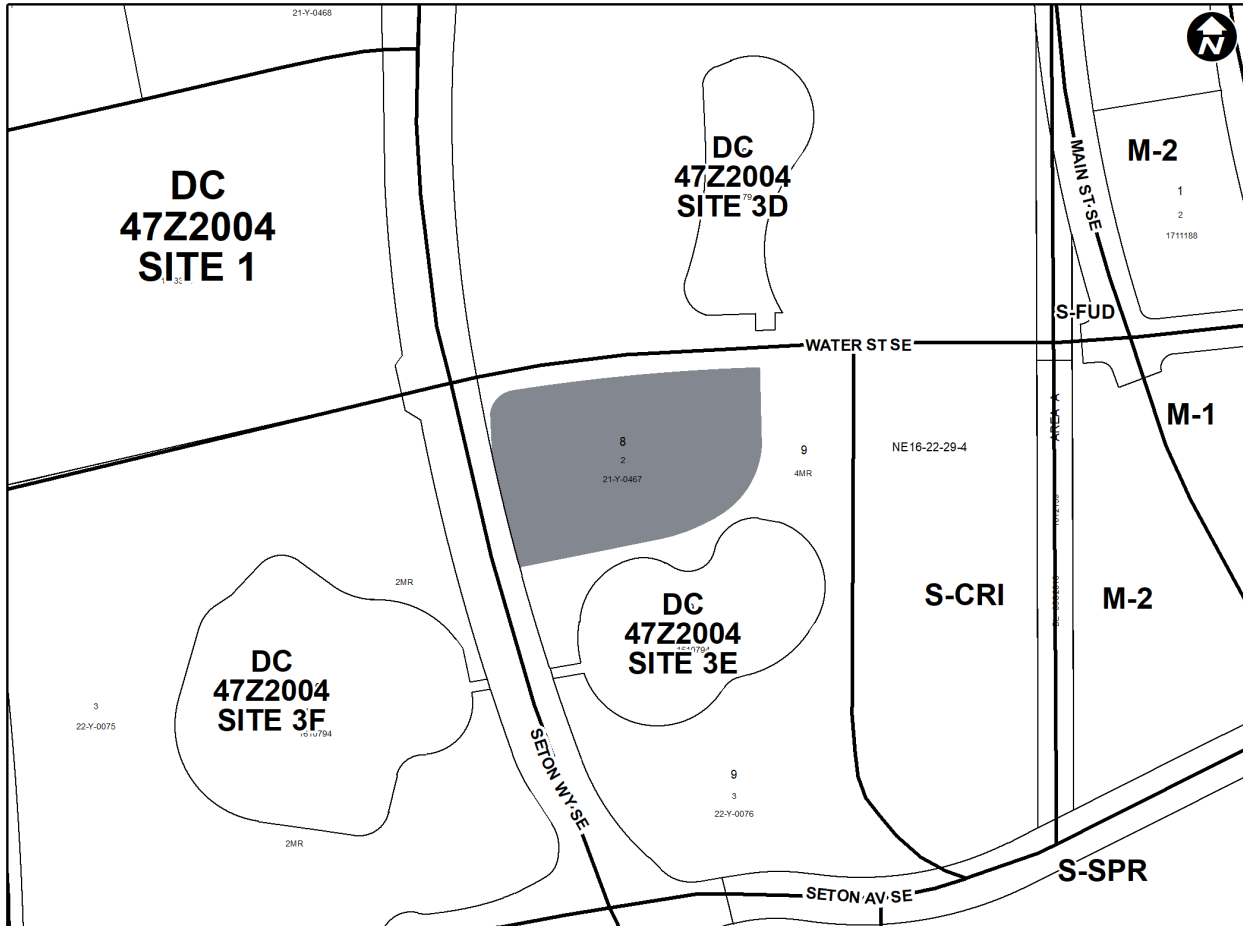 21-Y-0468
N
DC
47Z2004
SITE 1
DC
47Z2004
SITE 3D
M-2
1
2
1711188
MAIN ST SE
S-FUD
WATER ST SE
M-1
AREA A
8
2
21-Y-0467
9
4MR
NE16-22-29-4
2MR
DC
47Z2004
SITE 3E
S-CRI
M-2
DC
47Z2004
SITE 3F
1610794
3
22-Y-0075
SETON WY SE
9
3
22-Y-0076
2MR
S-SPR
SETON AV SE